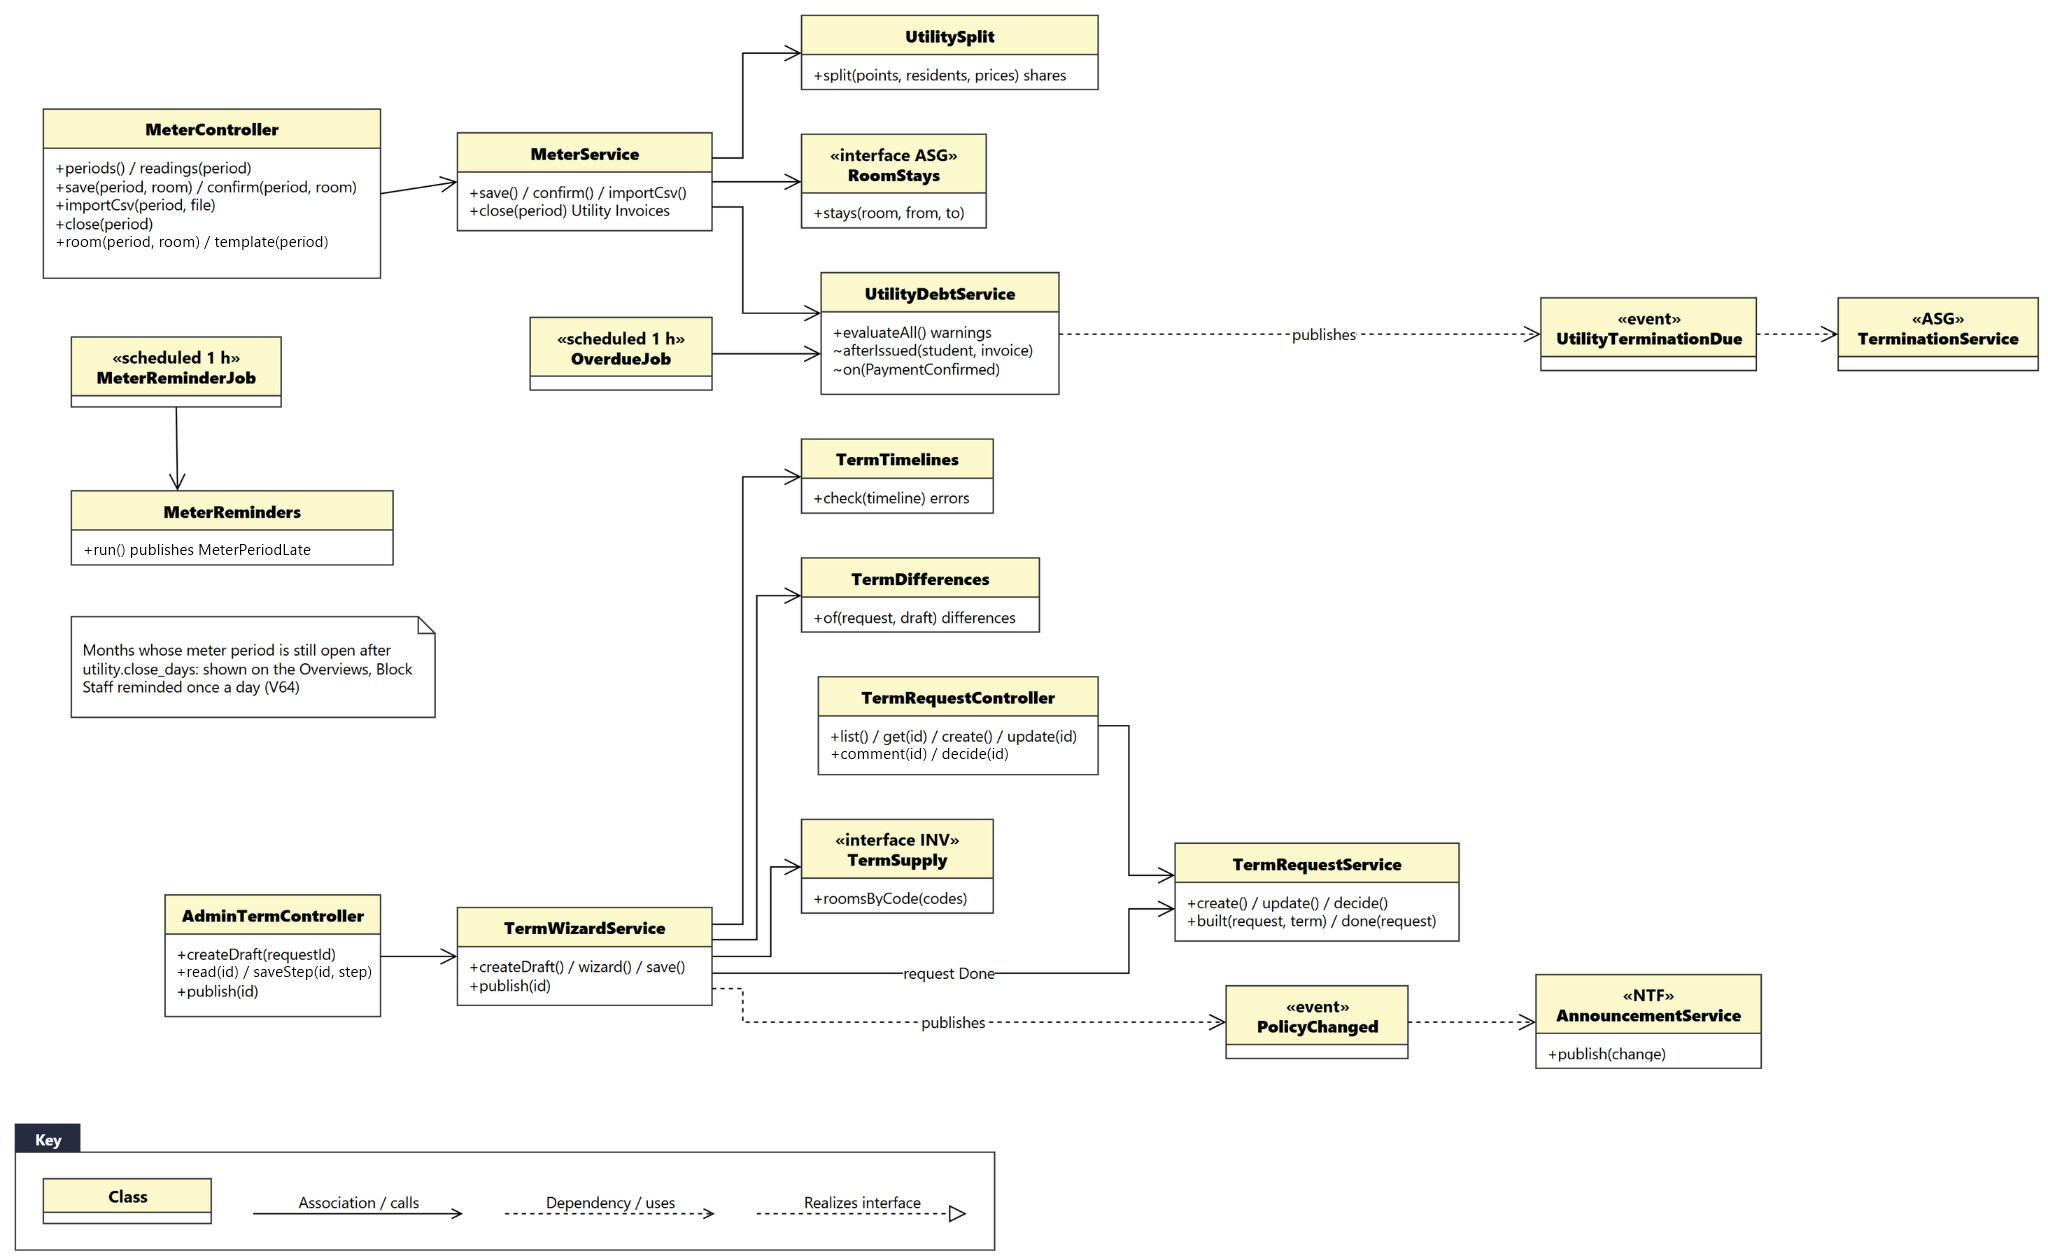 UtilitySplit
+split(points, residents, prices) shares
MeterController
+periods() / readings(period)
+save(period, room) / confirm(period, room)
+importCsv(period, file)
+close(period)
+room(period, room) / template(period)
MeterService
+save() / confirm() / importCsv()
+close(period) Utility Invoices
«interface ASG»
RoomStays
+stays(room, from, to)
UtilityDebtService
+evaluateAll() warnings
~afterIssued(student, invoice)
~on(PaymentConfirmed)
publishes
«event»
UtilityTerminationDue
«ASG»
TerminationService
«scheduled 1 h»
OverdueJob
«scheduled 1 h»
MeterReminderJob
MeterReminders
+run() publishes MeterPeriodLate
Months whose meter period is still open after
utility.close_days: shown on the Overviews, Block
Staff reminded once a day (V64)
TermTimelines
+check(timeline) errors
TermDifferences
+of(request, draft) differences
TermRequestController
+list() / get(id) / create() / update(id)
+comment(id) / decide(id)
«interface INV»
TermSupply
+roomsByCode(codes)
TermRequestService
+create() / update() / decide()
+built(request, term) / done(request)
AdminTermController
+createDraft(requestId)
+read(id) / saveStep(id, step)
+publish(id)
TermWizardService
+createDraft() / wizard() / save()
+publish(id)
request Done
publishes
«event»
PolicyChanged
«NTF»
AnnouncementService
+publish(change)
Key
Class
Association / calls
Dependency / uses
Realizes interface